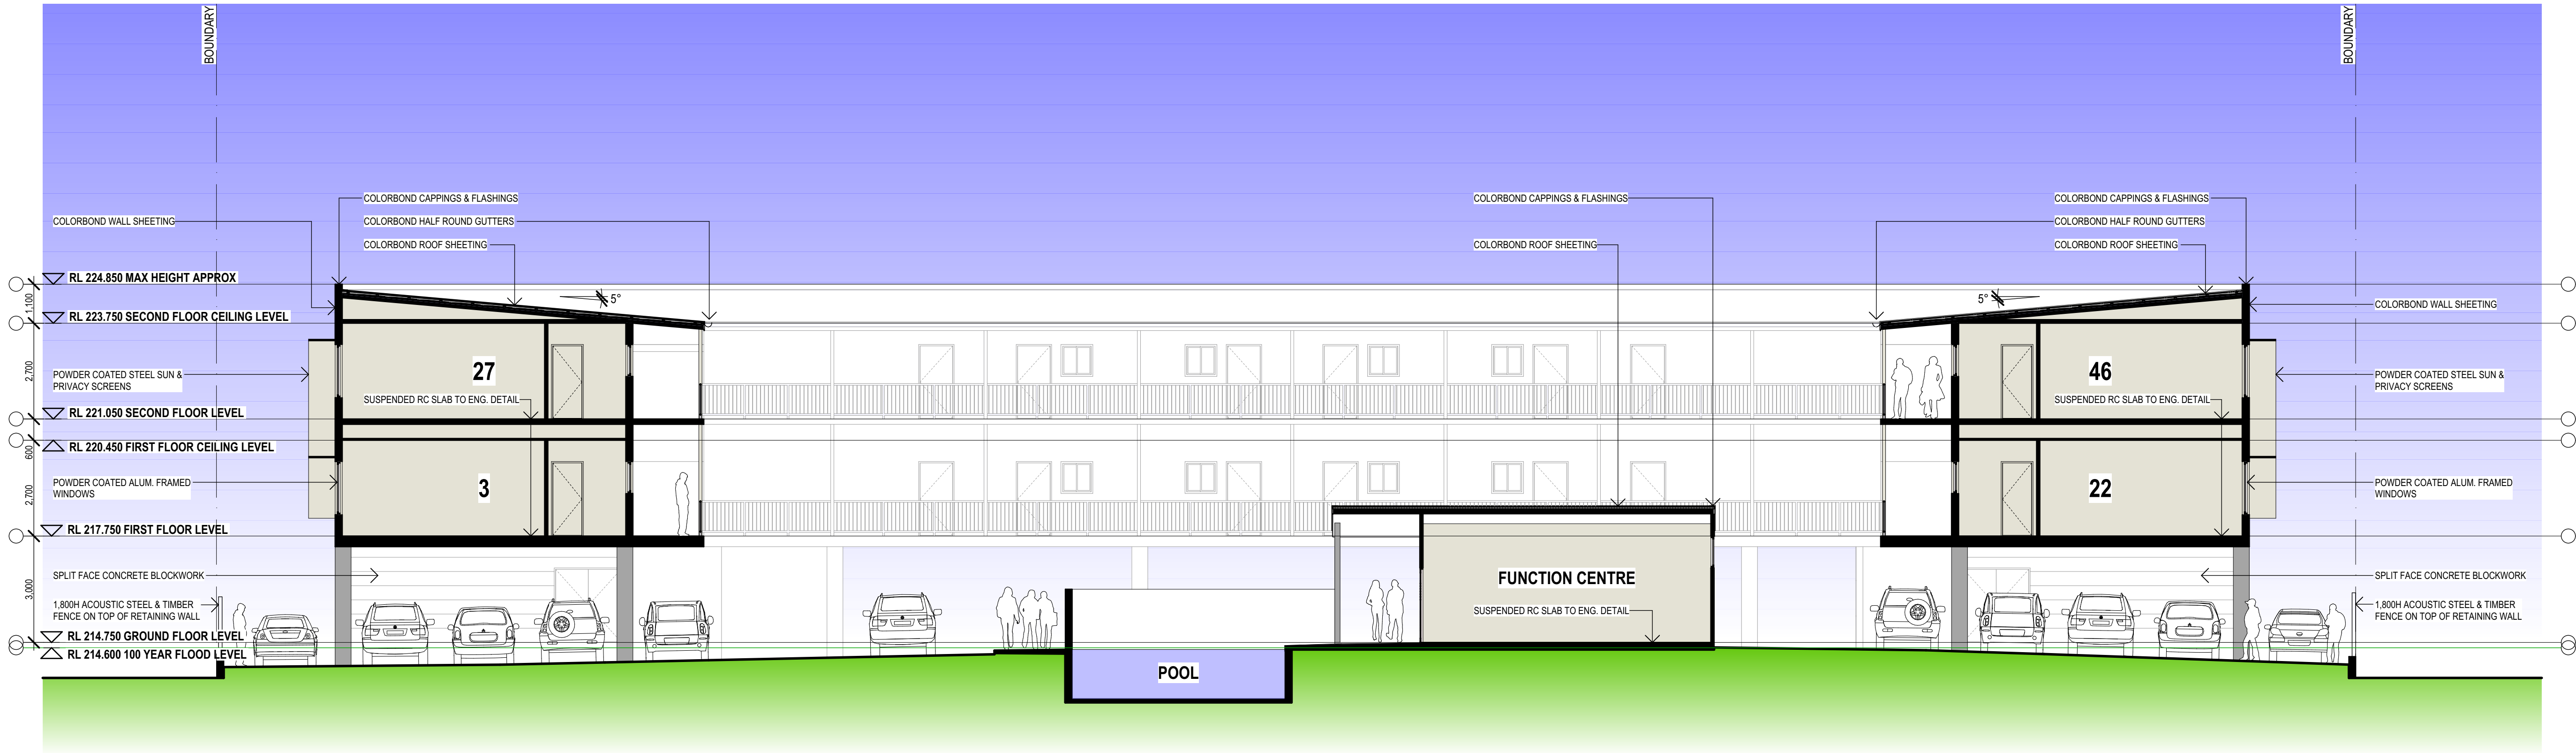 BOUNDARY
BOUNDARY
COLORBOND CAPPINGS & FLASHINGS
COLORBOND CAPPINGS & FLASHINGS
COLORBOND CAPPINGS & FLASHINGS
COLORBOND WALL SHEETING
COLORBOND HALF ROUND GUTTERS
COLORBOND HALF ROUND GUTTERS
COLORBOND ROOF SHEETING
COLORBOND ROOF SHEETING
COLORBOND ROOF SHEETING
RL 224.850 MAX HEIGHT APPROX
1,100
5°
5°
COLORBOND WALL SHEETING
RL 223.750 SECOND FLOOR CEILING LEVEL
2,700
27
46
POWDER COATED STEEL SUN &
PRIVACY SCREENS
POWDER COATED STEEL SUN &
PRIVACY SCREENS
SUSPENDED RC SLAB TO ENG. DETAIL
SUSPENDED RC SLAB TO ENG. DETAIL
RL 221.050 SECOND FLOOR LEVEL
600
RL 220.450 FIRST FLOOR CEILING LEVEL
2,700
POWDER COATED ALUM. FRAMED
WINDOWS
3
22
POWDER COATED ALUM. FRAMED
WINDOWS
RL 217.750 FIRST FLOOR LEVEL
3,000
SPLIT FACE CONCRETE BLOCKWORK
FUNCTION CENTRE
SPLIT FACE CONCRETE BLOCKWORK
1,800H ACOUSTIC STEEL & TIMBER
FENCE ON TOP OF RETAINING WALL
SUSPENDED RC SLAB TO ENG. DETAIL
1,800H ACOUSTIC STEEL & TIMBER
FENCE ON TOP OF RETAINING WALL
RL 214.750 GROUND FLOOR LEVEL
RL 214.600 100 YEAR FLOOD LEVEL
POOL